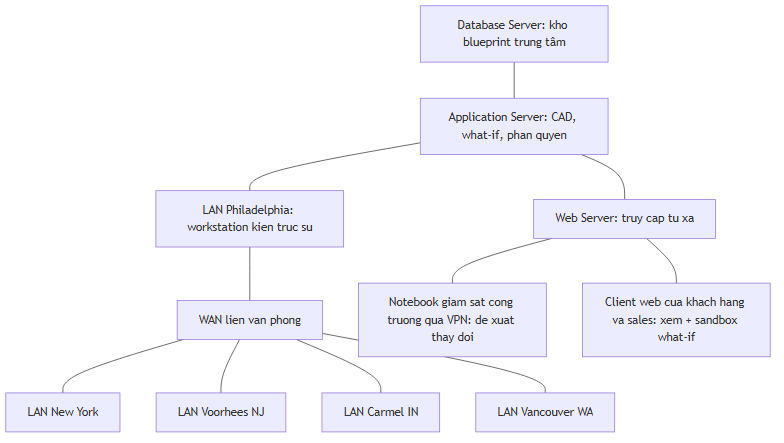 Database Server: kho
blueprint trung tâm
Application Server: CAD,
what-if, phan quyen
LAN Philadelphia:
workstation kien truc su
Web Server: truy cap tu xa
WAN lien van phong
Notebook giam sat cong
truong qua VPN: de xuat
thay doi
Client web cua khach hang
va sales: xem + sandbox
what-if
LAN New York
LAN Voorhees NJ
LAN Carmel IN
LAN Vancouver WA